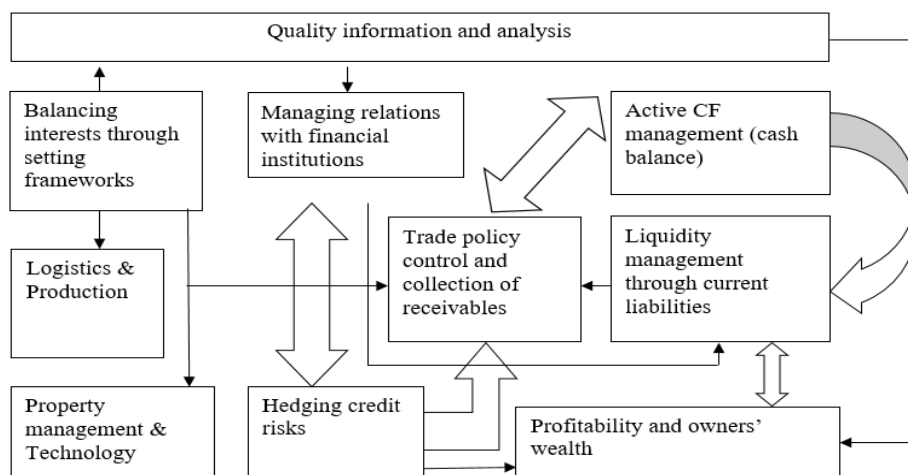 Quality information and analysis
Balancing
interests through
setting
frameworks
Managing relations
with financial
institutions
Active CF
management (cash
balance)
Logistics &
Production
Trade policy
control and
collection of
receivables
Liquidity
management
through current
liabilities
Property
management &
Technology
Hedging credit
risks
Profitability and owners’
wealth